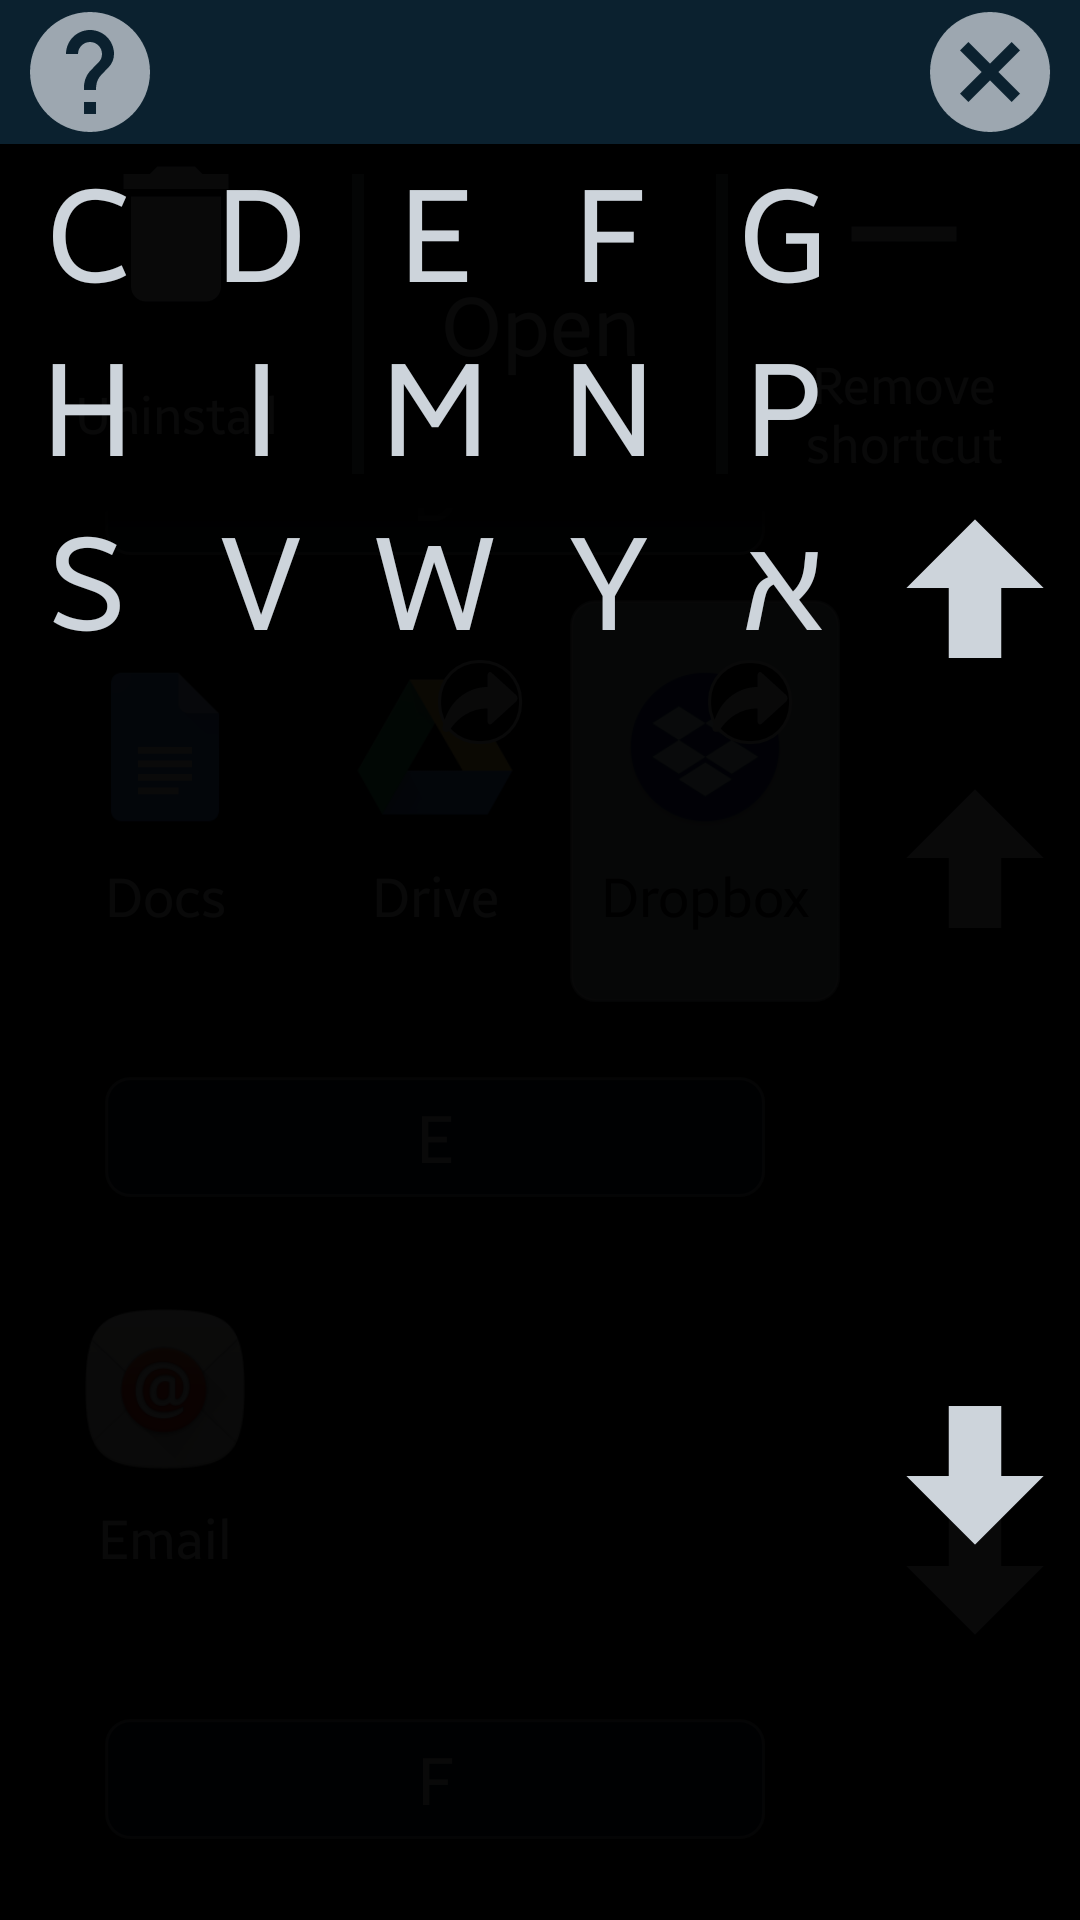 ?
C D E F G
Open
Uninstall
Remove
shortcut
H I M N P
S V W Y א
Docs Drive Dropbox
E
@
Email
F